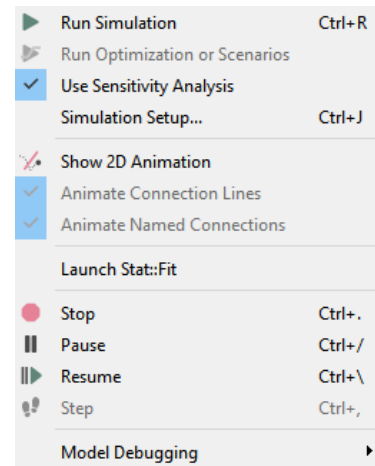 Run Simulation Ctrl+R
Run Optimization or Scenarios
Use Sensitivity Analysis
Simulation Setup... Ctrl+J
Show 2D Animation
Animate Connection Lines
Animate Named Connections
Launch Stat::Fit
Stop Ctrl+.
Pause Ctrl+/
Resume Ctrl+\
Step Ctrl+,
Model Debugging